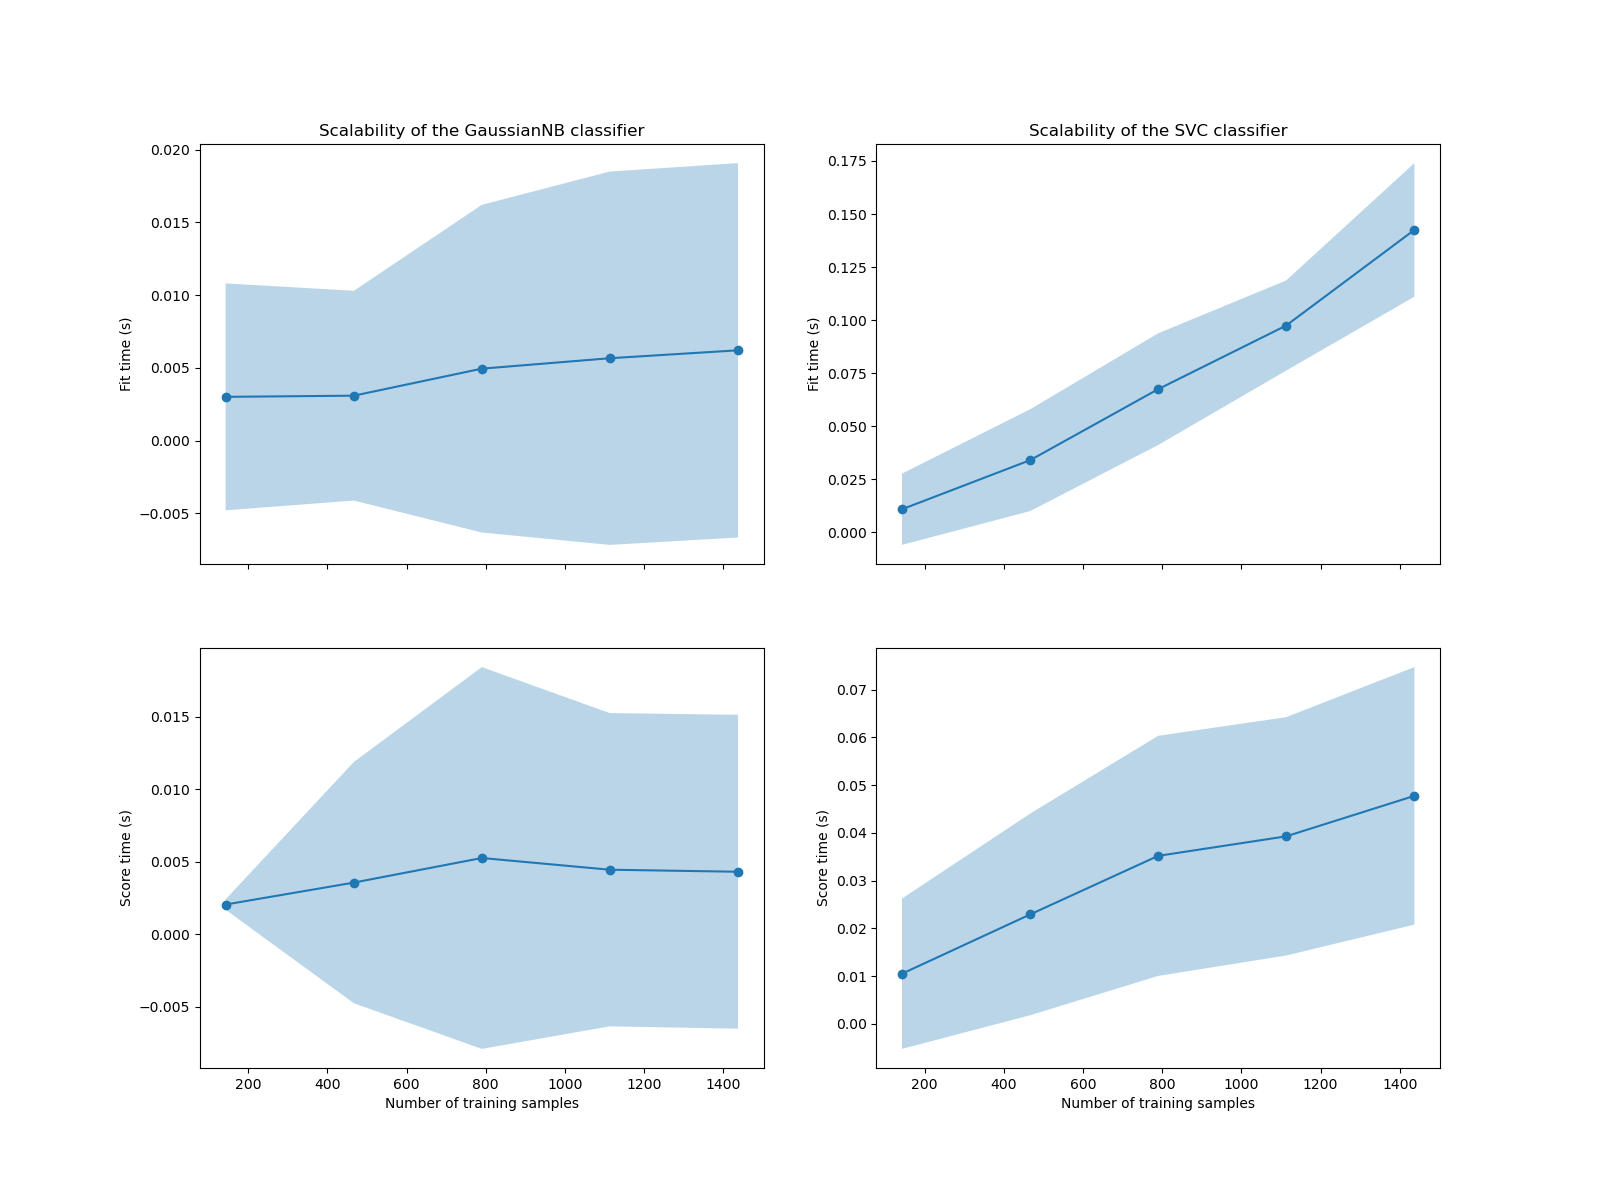 Scalability of the GaussianNB classifier
0.020
0.015
0.010
0.005
0.000
−0.005
Fit time (s)
Scalability of the SVC classifier
0.175
0.150
0.125
0.100
0.075
0.050
0.025
0.000
Fit time (s)
0.015
0.010
0.005
0.000
−0.005
Score time (s)
200 400 600 800 1000 1200 1400
Number of training samples
0.07
0.06
0.05
0.04
0.03
0.02
0.01
0.00
Score time (s)
200 400 600 800 1000 1200 1400
Number of training samples